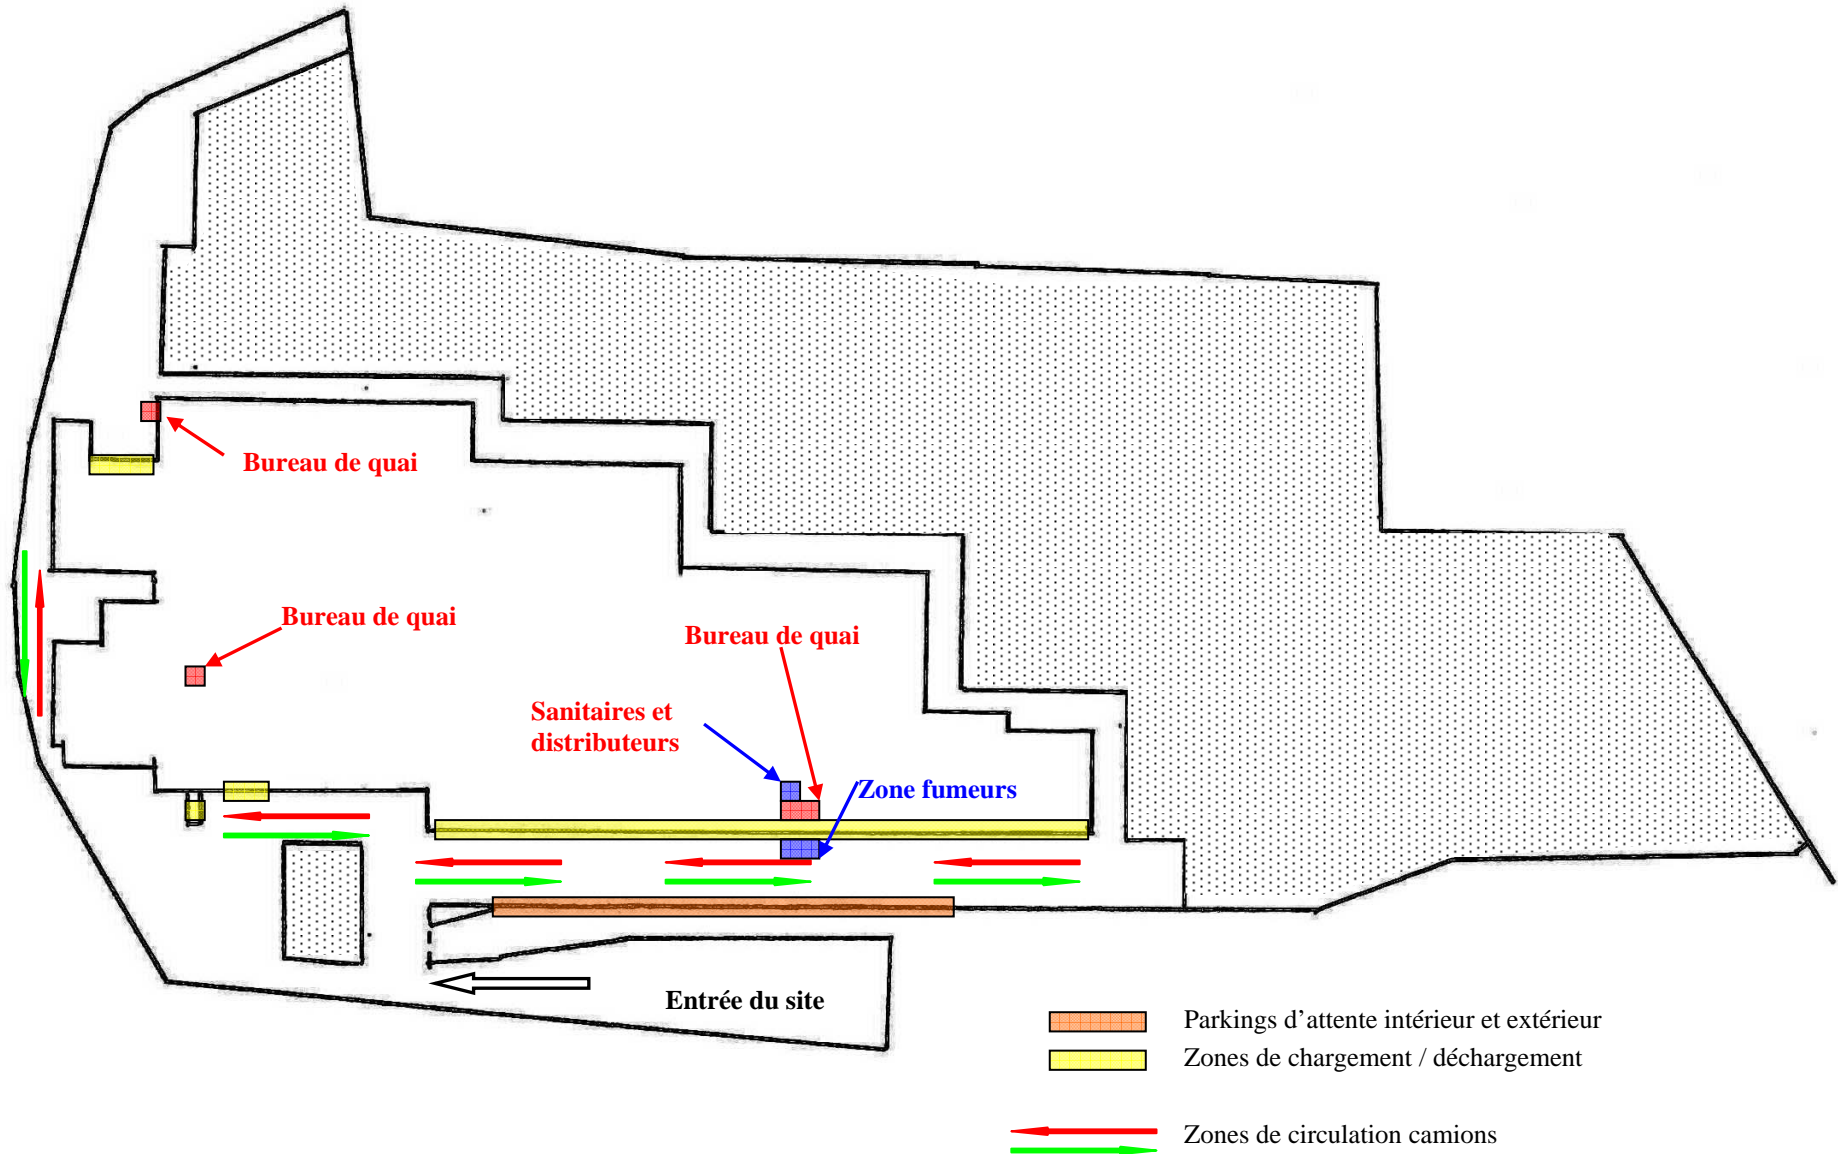 Bureau de quai
Bureau de quai
Bureau de quai
Sanitaires et
distributeurs
Zone fumeurs
Entrée du site
Parkings d’attente intérieur et extérieur
Zones de chargement / déchargement
Zones de circulation camions